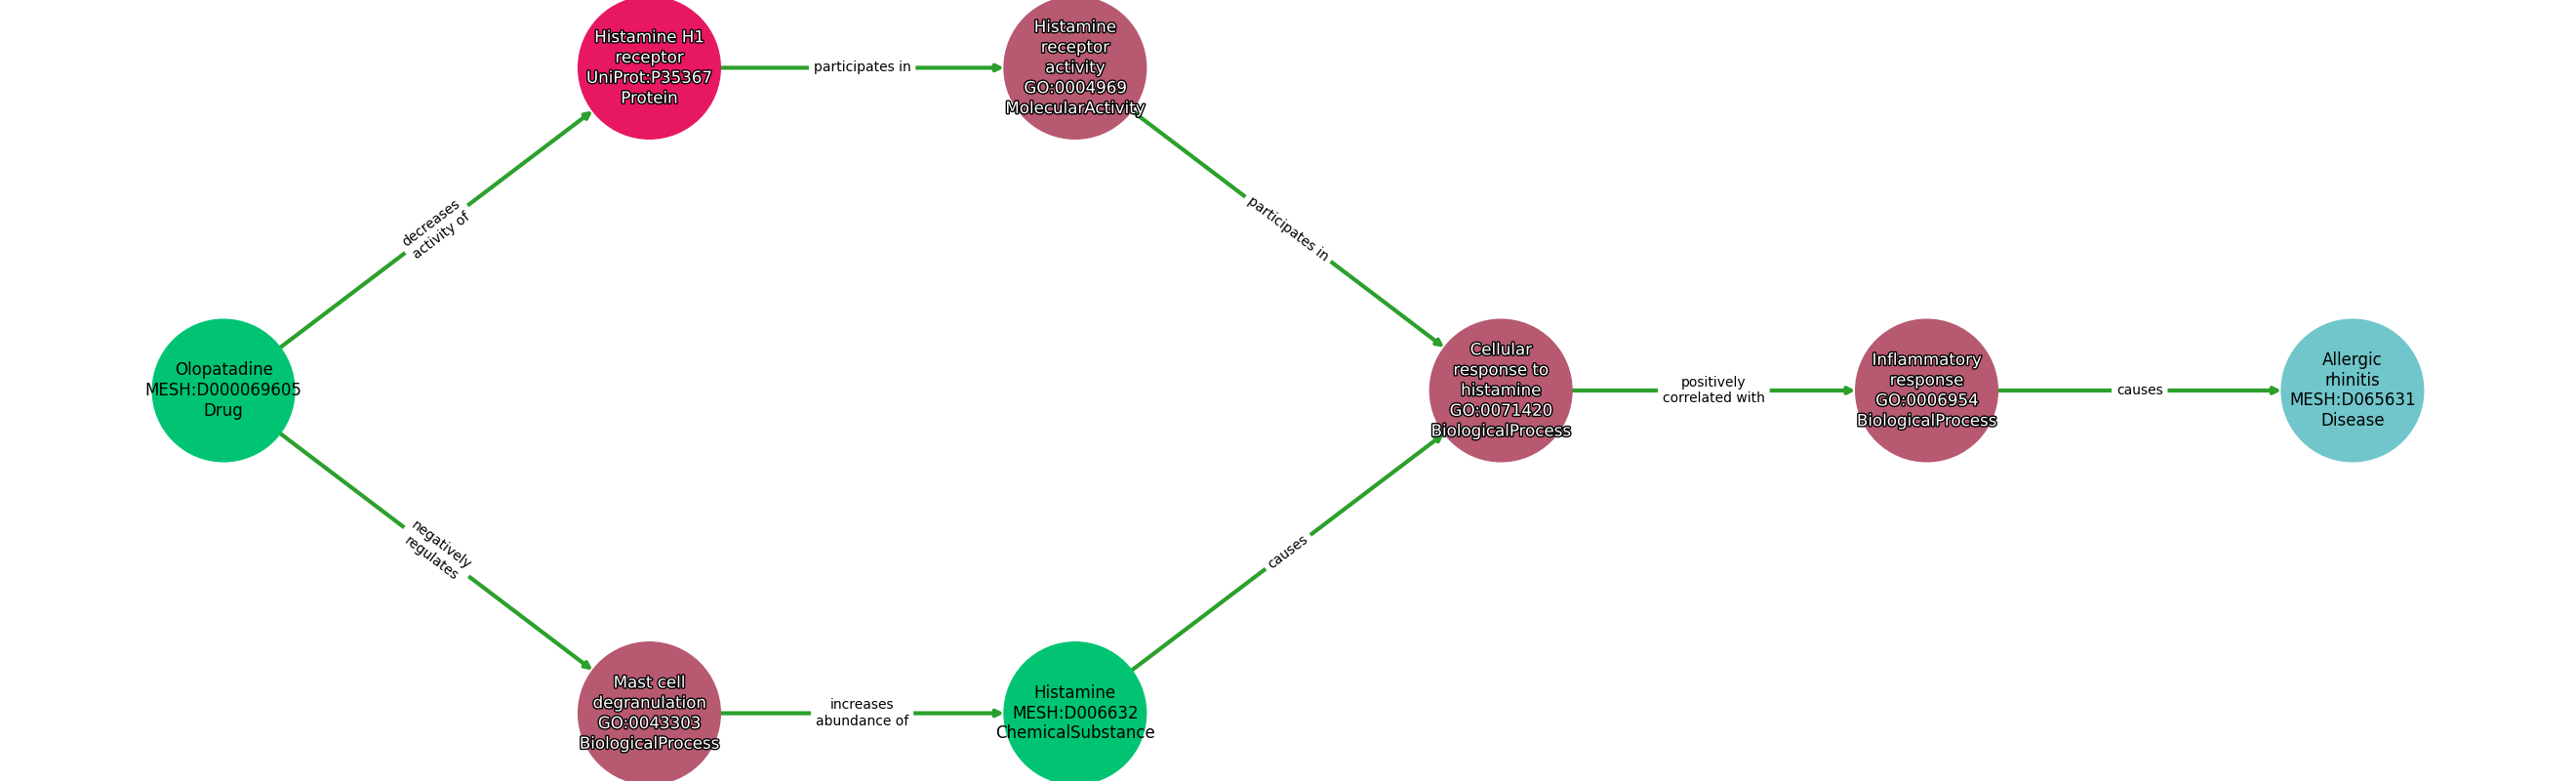 Histamine H1
receptor
UniProt:P35367
Protein
participates in
Histamine
receptor
activity
GO:0004969
MolecularActivity
decreases
activity of
participates in
Olopatadine
MESH:D000069605
Drug
Cellular
response to
histamine
GO:0071420
BiologicalProcess
positively
correlated with
Inflammatory
response
GO:0006954
BiologicalProcess
causes
Allergic
rhinitis
MESH:D065631
Disease
negatively
regulates
causes
Mast cell
degranulation
GO:0043303
BiologicalProcess
increases
abundance of
Histamine
MESH:D006632
ChemicalSubstance